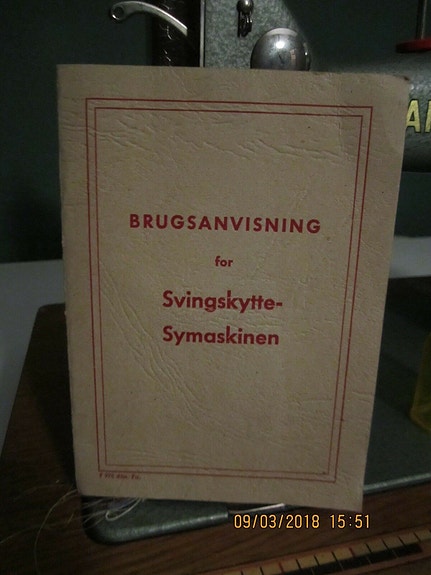 BRUGSANVISNING
for
Svingskytte-
Symaskinen
09/03/2018 15:51